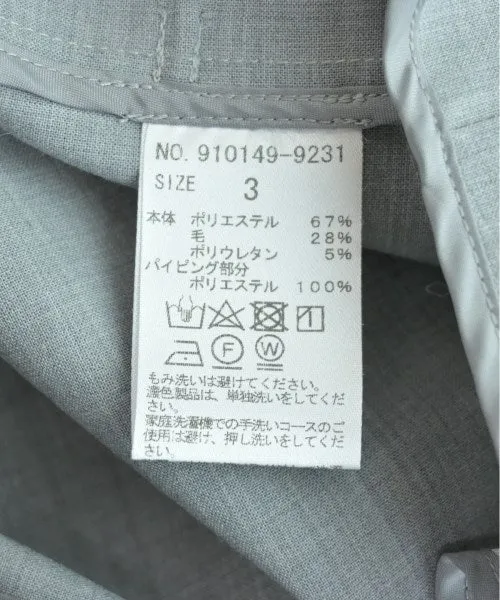 NO. 910149-9231
SIZE 3
本体 ポリエステル 67%
毛 28%
ポリウレタン 5%
パイピング部分
ポリエステル 100%
F W
もみ洗いは避けてください。
濃色製品は、単独洗いをしてくだ
さい。
家庭洗濯機での手洗いコースのご
使用は避け、押し洗いをしてくだ
さい。